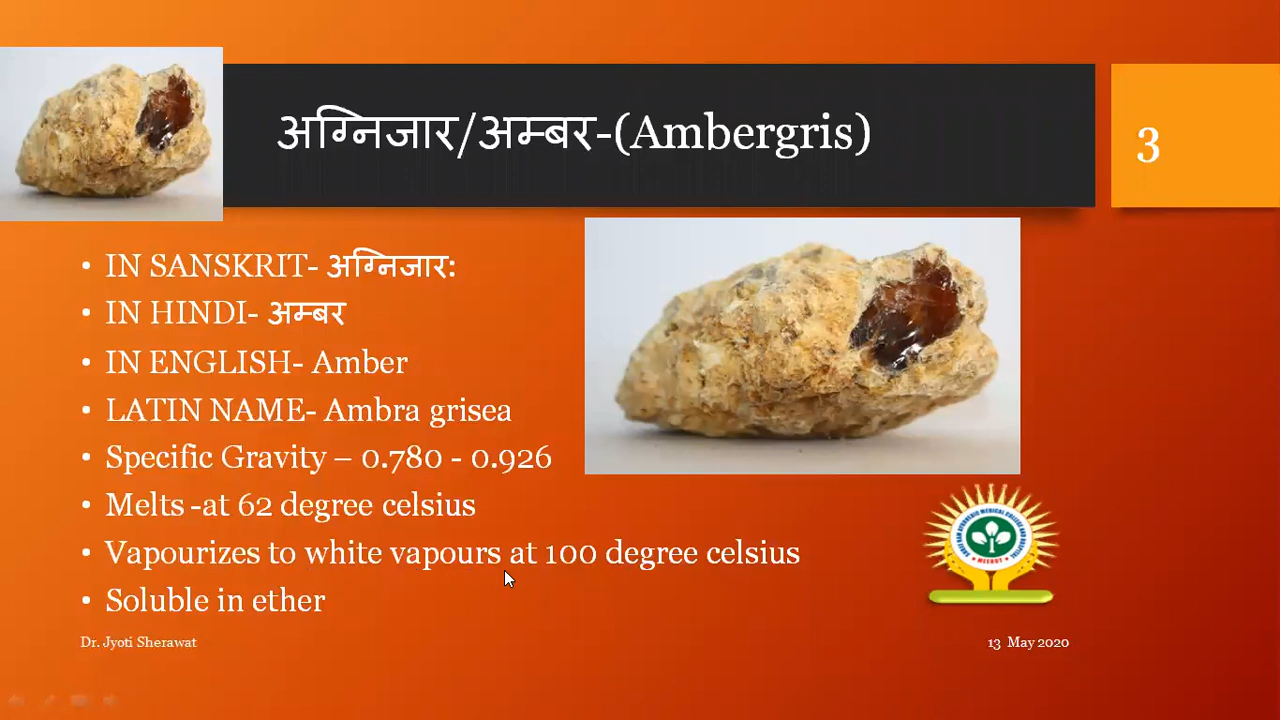 अग्निजार/अम्बर-(Ambergris)
3
• IN SANSKRIT- अग्निजार:
• IN HINDI- अम्बर
• IN ENGLISH- Amber
• LATIN NAME- Ambra grisea
• Specific Gravity – 0.780 - 0.926
• Melts -at 62 degree celsius
• Vapourizes to white vapours at 100 degree celsius
• Soluble in ether
MEERUT
Dr. Jyoti Sherawat
13 May 2020